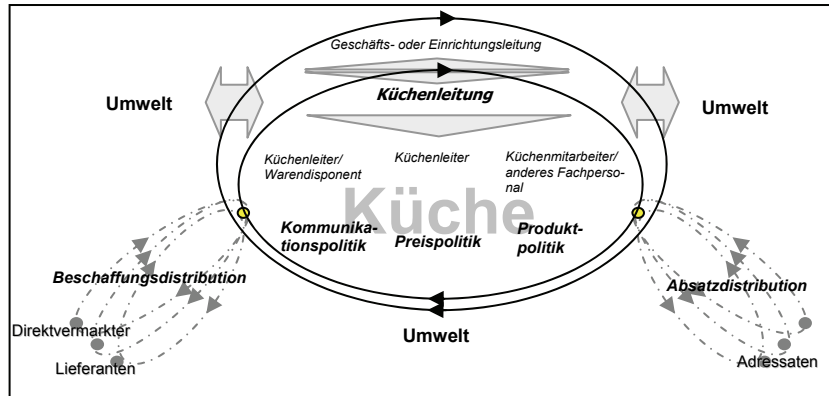 Geschäfts- oder Einrichtungsleitung
Umwelt
Küchenleitung
Umwelt
Küchenleiter/
Warendisponent
Küchenleiter
Küchenmitarbeiter/
anderes Fachperso-
nal
Küche
Kommunika-
tionspolitik
Preispolitik
Produkt-
politik
Beschaffungsdistribution
Absatzdistribution
Direktvermarkter
Umwelt
Lieferanten
Adressaten